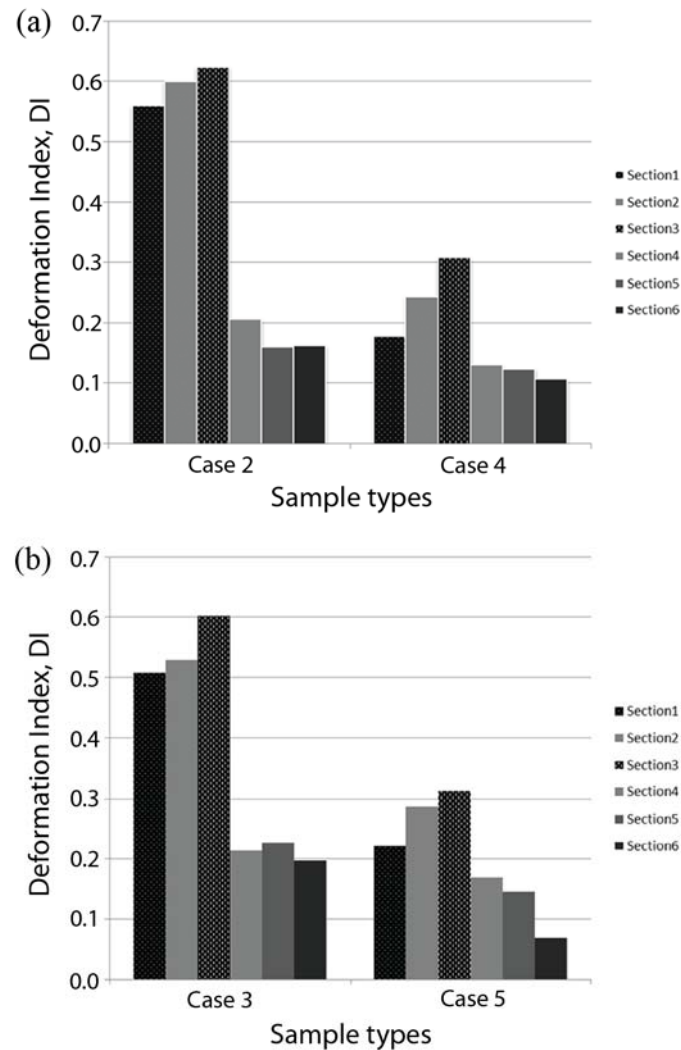 (a)
Deformation Index, DI
0.7
0.6
0.5
0.4
0.3
0.2
0.1
0.0
Case 2
Case 4
Sample types
Section1
Section2
Section3
Section4
Section5
Section6
(b)
Deformation Index, DI
0.7
0.6
0.5
0.4
0.3
0.2
0.1
0.0
Case 3
Case 5
Sample types
Section1
Section2
Section3
Section4
Section5
Section6